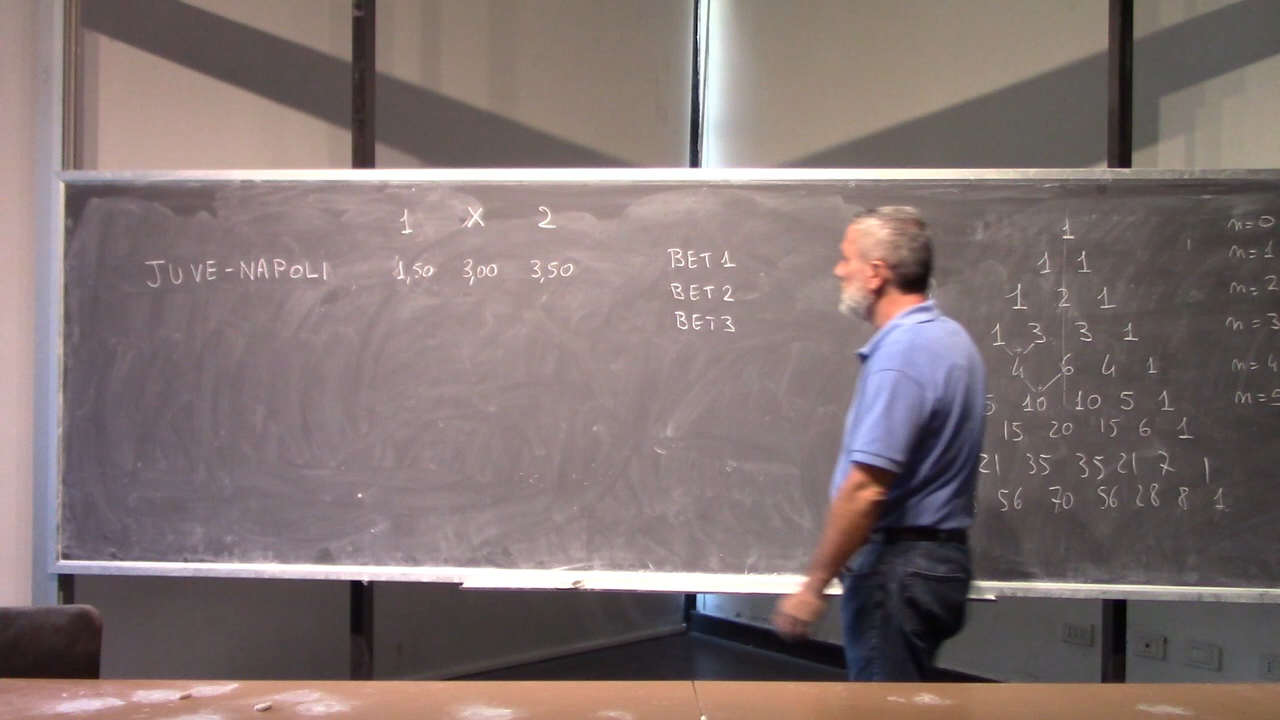 1 X 2
JUVE-NAPOLI 1,50 3,00 3,50
BET 1
BET 2
BET 3
1
1 1
1 2 1
1 3 3 1
4 6 4 1
5 10 10 5 1
15 20 15 6 1
21 35 35 21 7 1
56 70 56 28 8 1
n=0
n=1
n=2
n=3
n=4
n=5